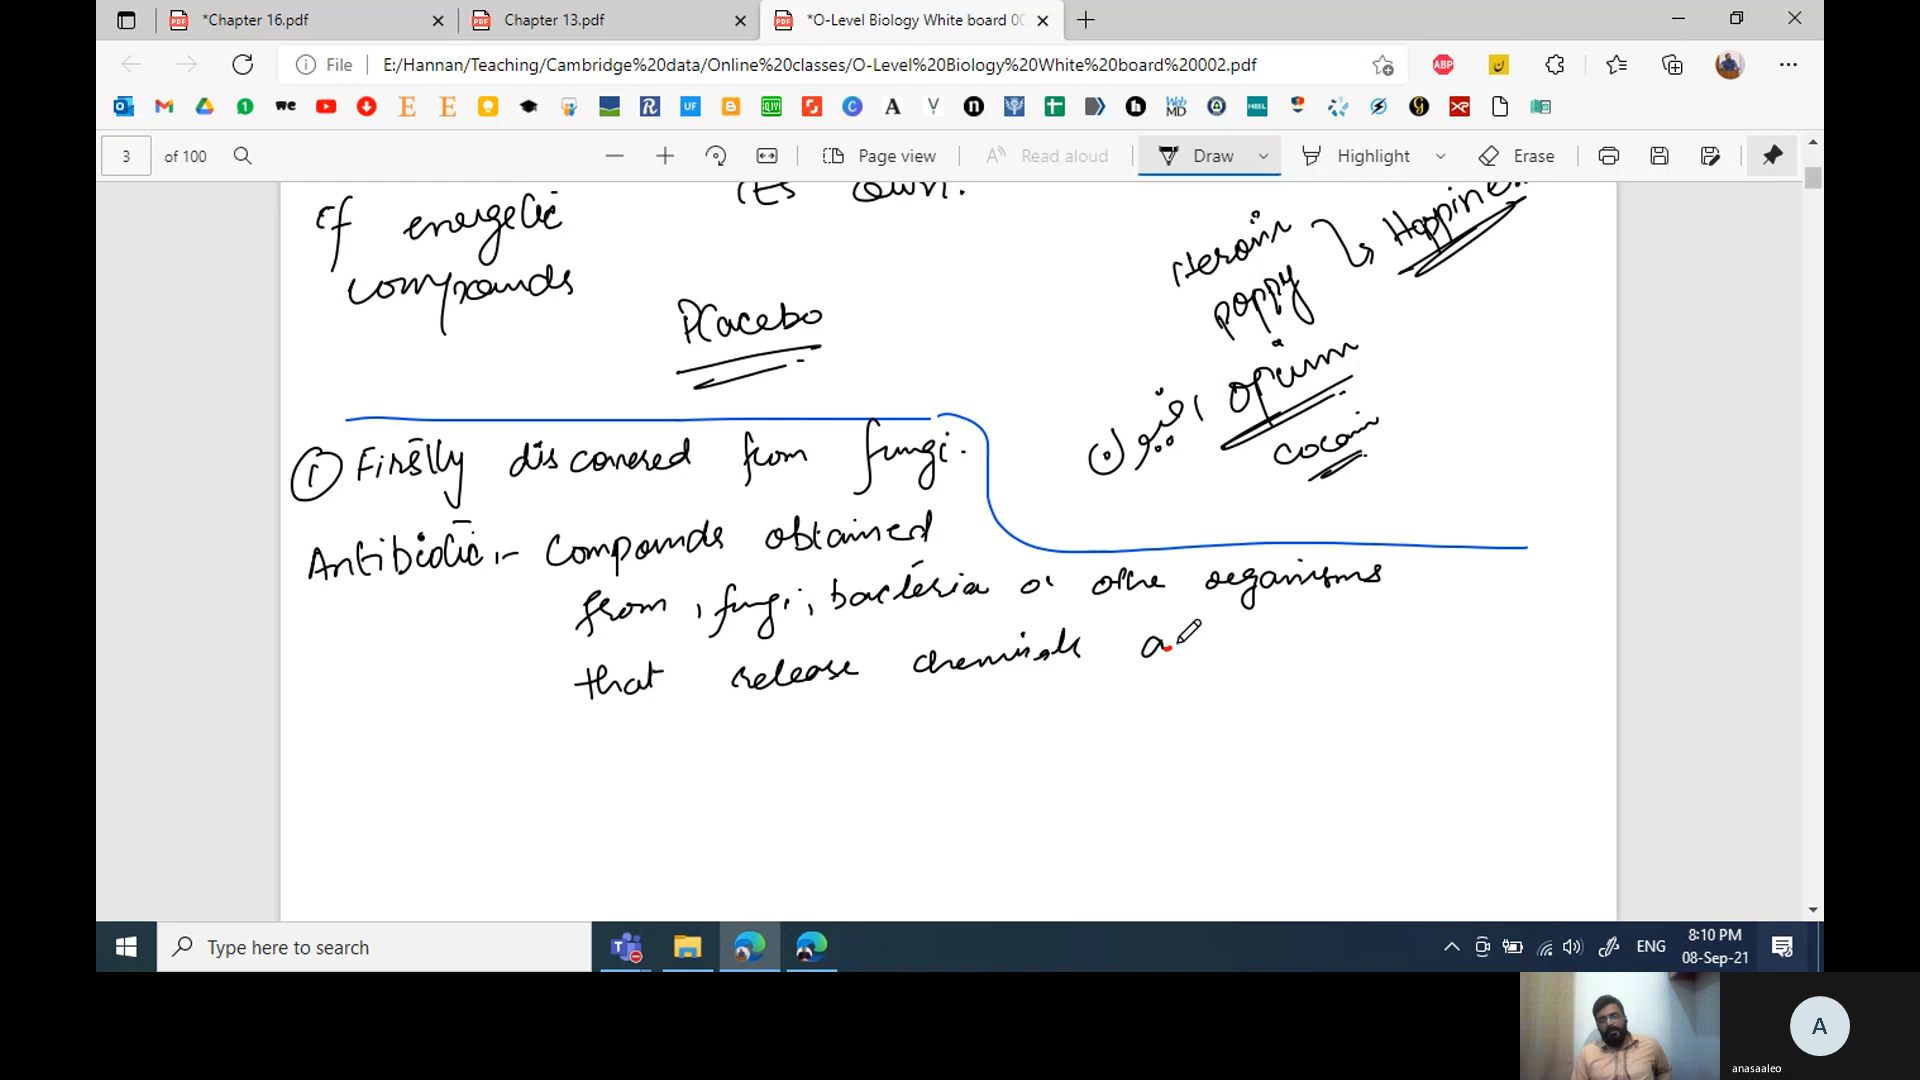 *Chapter 16.pdf
Chapter 13.pdf
*O-Level Biology White board 00
File
E:/Hannan/Teaching/Cambridge%20data/Online%20classes/O-Level%20Biology%20White%20board%20002.pdf
3 of 100
Page view
Read aloud
Draw
Highlight
Erase
its own.
of energetic
compounds
Placebo
Heroin
Happine
poppy
افیون
opium
cocain
① Firstly discovered from fungi.
Antibiotic:- Compounds obtained
from, fungi, bacteria or othe organisms
that release chemicals a
Type here to search
ENG
8:10 PM
08-Sep-21
A
anasaaleo